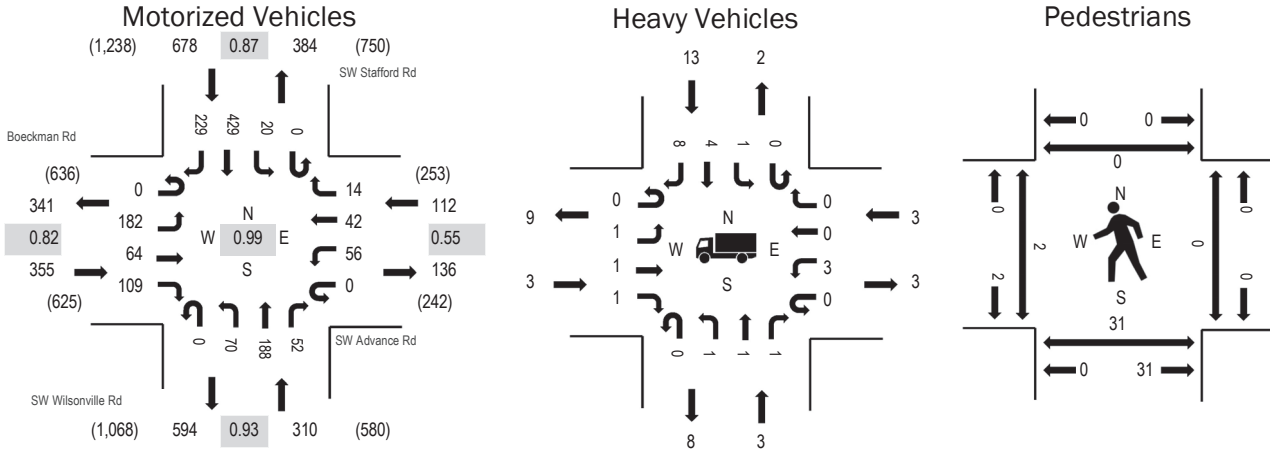 Motorized Vehicles
(1,238) 678 0.87 384 (750)
SW Stafford Rd
229 429 20 0
Boeckman Rd
(636) (253)
0 14
341 112
182 42
N
0.82 W 0.99 E 0.55
64 56
S
355 136
109 0
(625) (242)
0 70 188 52
SW Advance Rd
SW Wilsonville Rd
(1,068) 594 0.93 310 (580)
Heavy Vehicles
13 2
8 4 1 0
0 0
9 3
1 0
N
W E
1 3
S
3 3
1 0
0 1 1 1
8 3
Pedestrians
0 0
0
N
0 0
W E
2 0
2 0
S
31
0 31